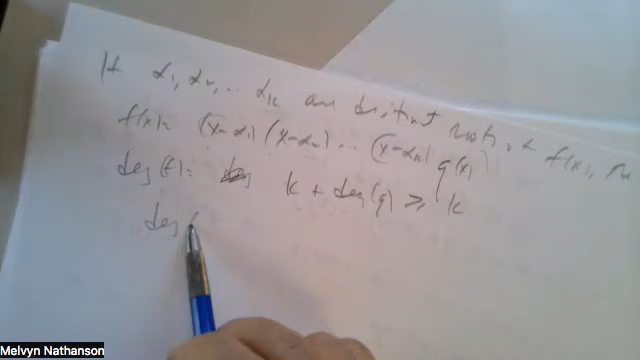 If α₁, α₂, ... αₖ are distinct roots of f(x), then
f(x) = (x-α₁)(x-α₂)...(x-αₖ) g(x)
deg(f) = k + deg(g) ≥ k
deg(
Melvyn Nathanson